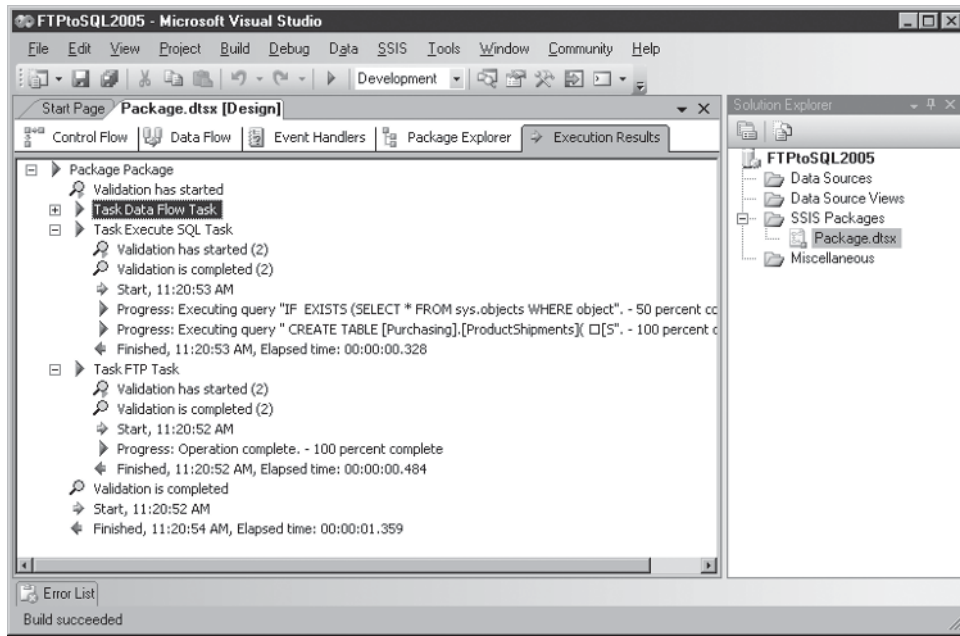 FTPtoSQL2005 - Microsoft Visual Studio
File Edit View Project Build Debug Data SSIS Tools Window Community Help
Development
Start Page Package.dtsx [Design]
Control Flow Data Flow Event Handlers Package Explorer Execution Results
Package Package
Validation has started
Task Data Flow Task
Task Execute SQL Task
Validation has started (2)
Validation is completed (2)
Start, 11:20:53 AM
Progress: Executing query "IF EXISTS (SELECT * FROM sys.objects WHERE object". - 50 percent co
Progress: Executing query " CREATE TABLE [Purchasing].[ProductShipments]( □[S". - 100 percent c
Finished, 11:20:53 AM, Elapsed time: 00:00:00.328
Task FTP Task
Validation has started (2)
Validation is completed (2)
Start, 11:20:52 AM
Progress: Operation complete. - 100 percent complete
Finished, 11:20:52 AM, Elapsed time: 00:00:00.484
Validation is completed
Start, 11:20:52 AM
Finished, 11:20:54 AM, Elapsed time: 00:00:01.359
Solution Explorer
FTPtoSQL2005
Data Sources
Data Source Views
SSIS Packages
Package.dtsx
Miscellaneous
Error List
Build succeeded